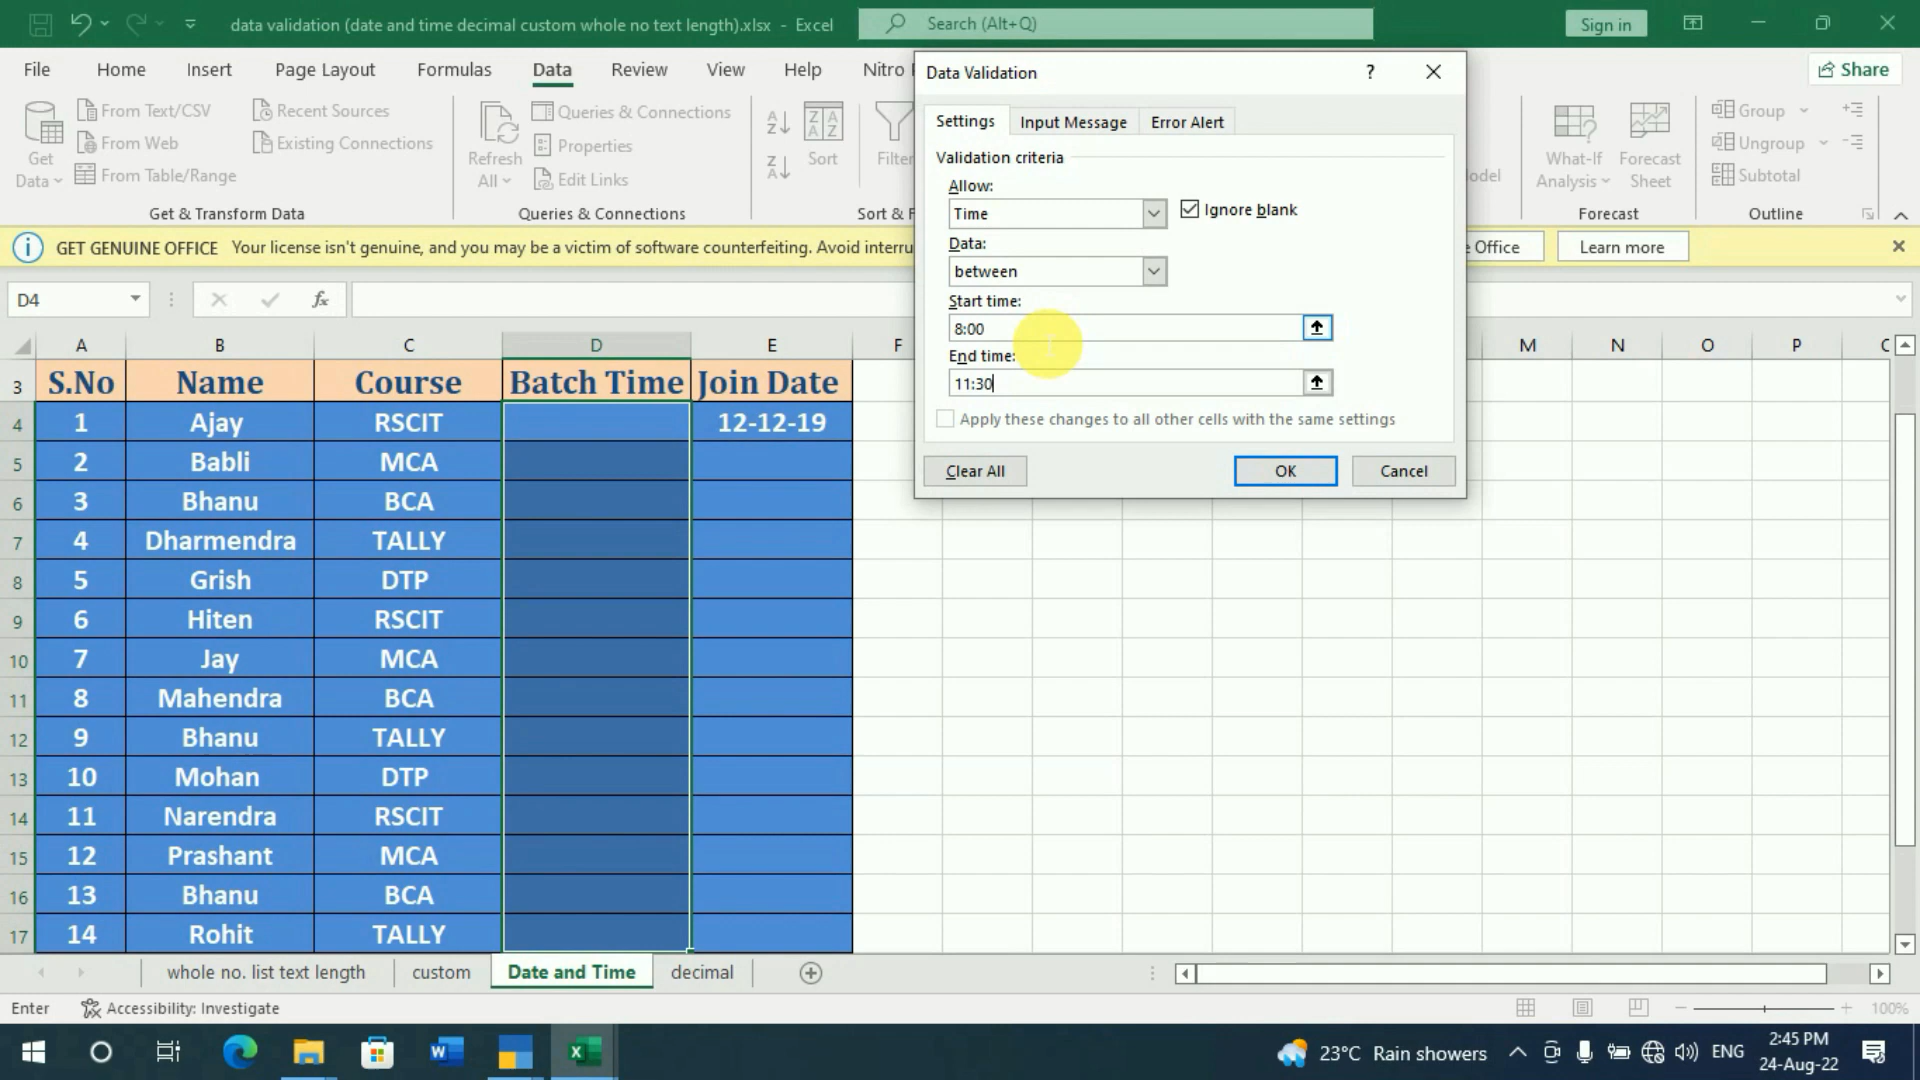 data validation (date and time decimal custom whole no text length).xlsx - Excel
Search (Alt+Q)
Sign in
File Home Insert Page Layout Formulas Data Review View Help Nitro
Share
Get Data
From Text/CSV
From Web
From Table/Range
Recent Sources
Existing Connections
Get & Transform Data
Refresh All
Queries & Connections
Properties
Edit Links
Queries & Connections
Sort
Filter
Sort & F
What-If Analysis
Forecast Sheet
Forecast
Group
Ungroup
Subtotal
Outline
GET GENUINE OFFICE Your license isn't genuine, and you may be a victim of software counterfeiting. Avoid interru
Office
Learn more
Data Validation
Settings Input Message Error Alert
Validation criteria
Allow:
Time
Ignore blank
Data:
between
Start time:
8:00
End time:
11:30
Apply these changes to all other cells with the same settings
Clear All OK Cancel
D4
fx
A B C D E F M N O P
3 S.No Name Course Batch Time Join Date
4 1 Ajay RSCIT 12-12-19
5 2 Babli MCA
6 3 Bhanu BCA
7 4 Dharmendra TALLY
8 5 Grish DTP
9 6 Hiten RSCIT
10 7 Jay MCA
11 8 Mahendra BCA
12 9 Bhanu TALLY
13 10 Mohan DTP
14 11 Narendra RSCIT
15 12 Prashant MCA
16 13 Bhanu BCA
17 14 Rohit TALLY
whole no. list text length custom Date and Time decimal
Enter Accessibility: Investigate
100%
23°C Rain showers
ENG
2:45 PM
24-Aug-22